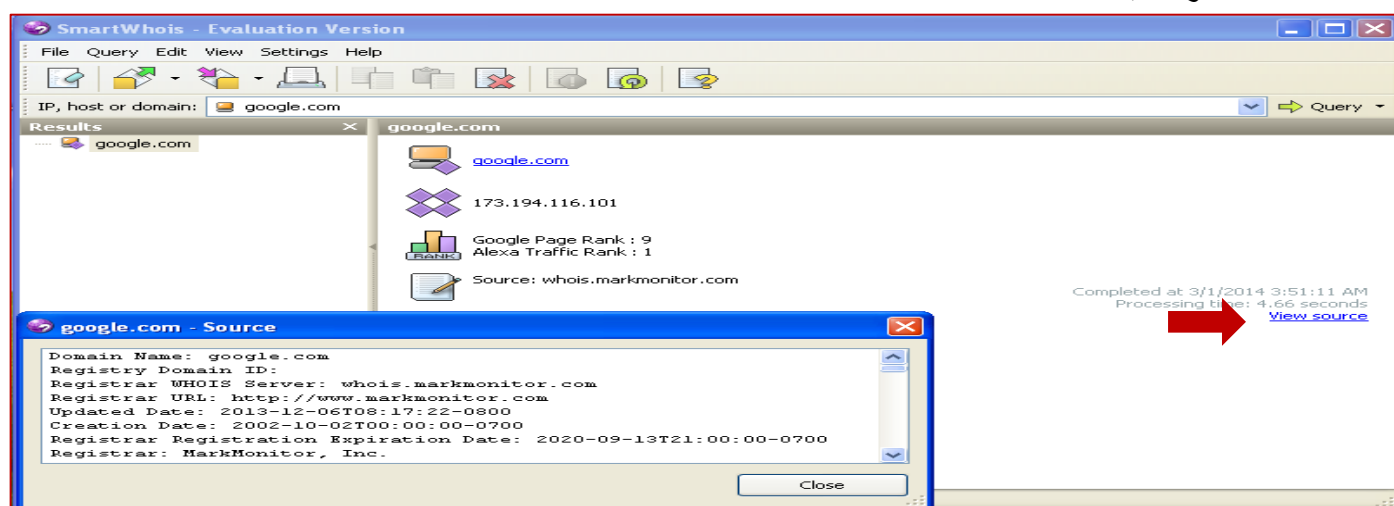 SmartWhois - Evaluation Version
File Query Edit View Settings Help
IP, host or domain: google.com Query
Results
google.com
google.com
google.com
173.194.116.101
Google Page Rank : 9
Alexa Traffic Rank : 1
RANK
Source: whois.markmonitor.com
Completed at 3/1/2014 3:51:11 AM
Processing time: 4.66 seconds
View source
google.com - Source
Domain Name: google.com
Registry Domain ID:
Registrar WHOIS Server: whois.markmonitor.com
Registrar URL: http://www.markmonitor.com
Updated Date: 2013-12-06T08:17:22-0800
Creation Date: 2002-10-02T00:00:00-0700
Registrar Registration Expiration Date: 2020-09-13T21:00:00-0700
Registrar: MarkMonitor, Inc.
Close